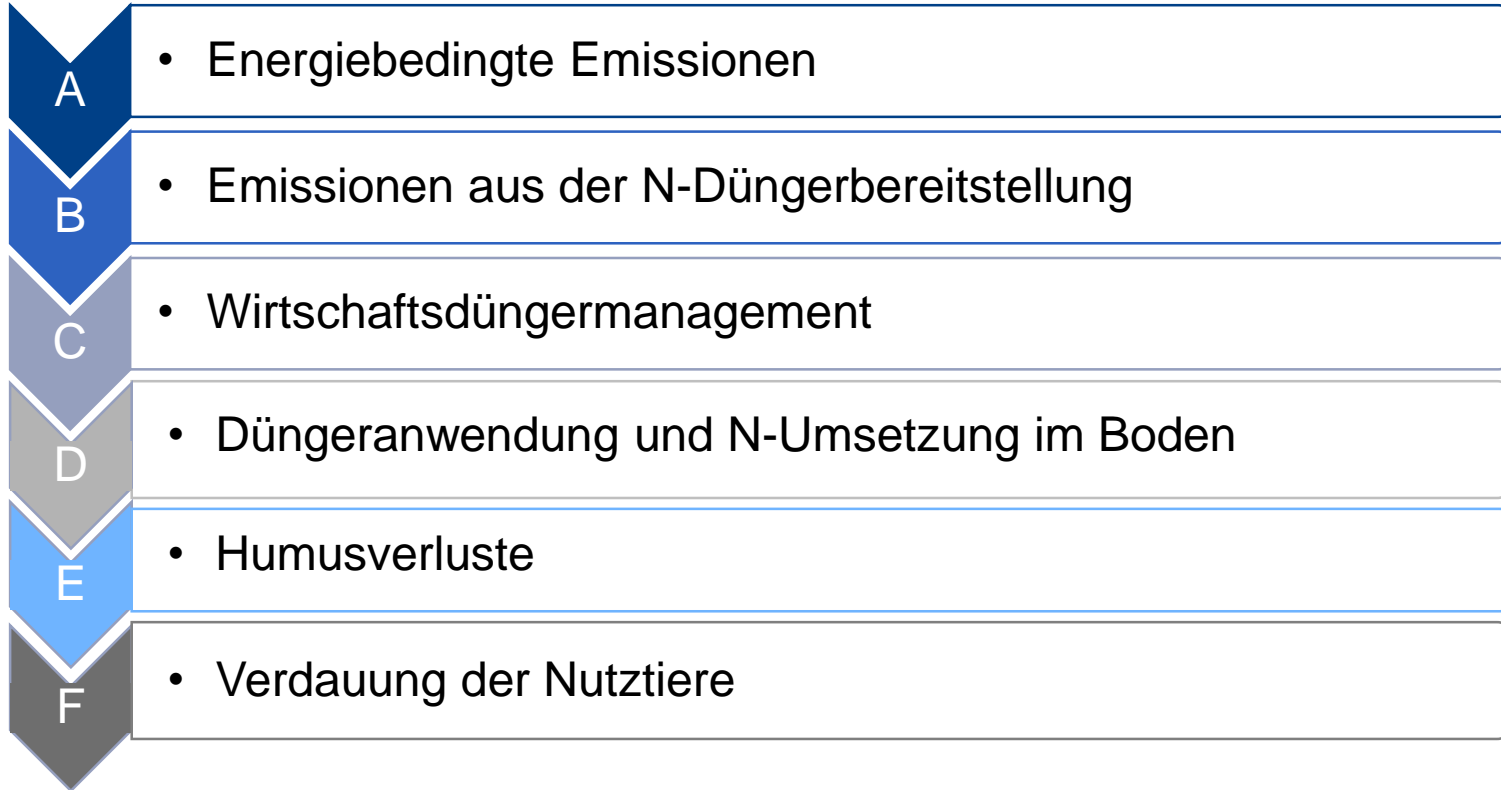 A
• Energiebedingte Emissionen
B
• Emissionen aus der N-Düngerbereitstellung
C
• Wirtschaftsdüngermanagement
D
• Düngeranwendung und N-Umsetzung im Boden
E
• Humusverluste
F
• Verdauung der Nutztiere